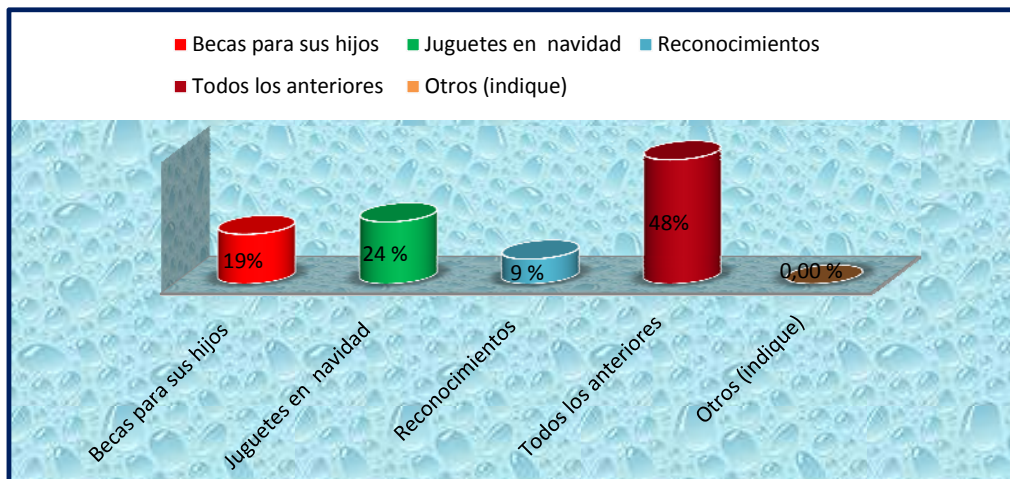 Becas para sus hijos Juguetes en navidad Reconocimientos
Todos los anteriores Otros (indique)
19% 24 % 9 % 48% 0,00 %
Becas para sus hijos
Juguetes en navidad
Reconocimientos
Todos los anteriores
Otros (indique)